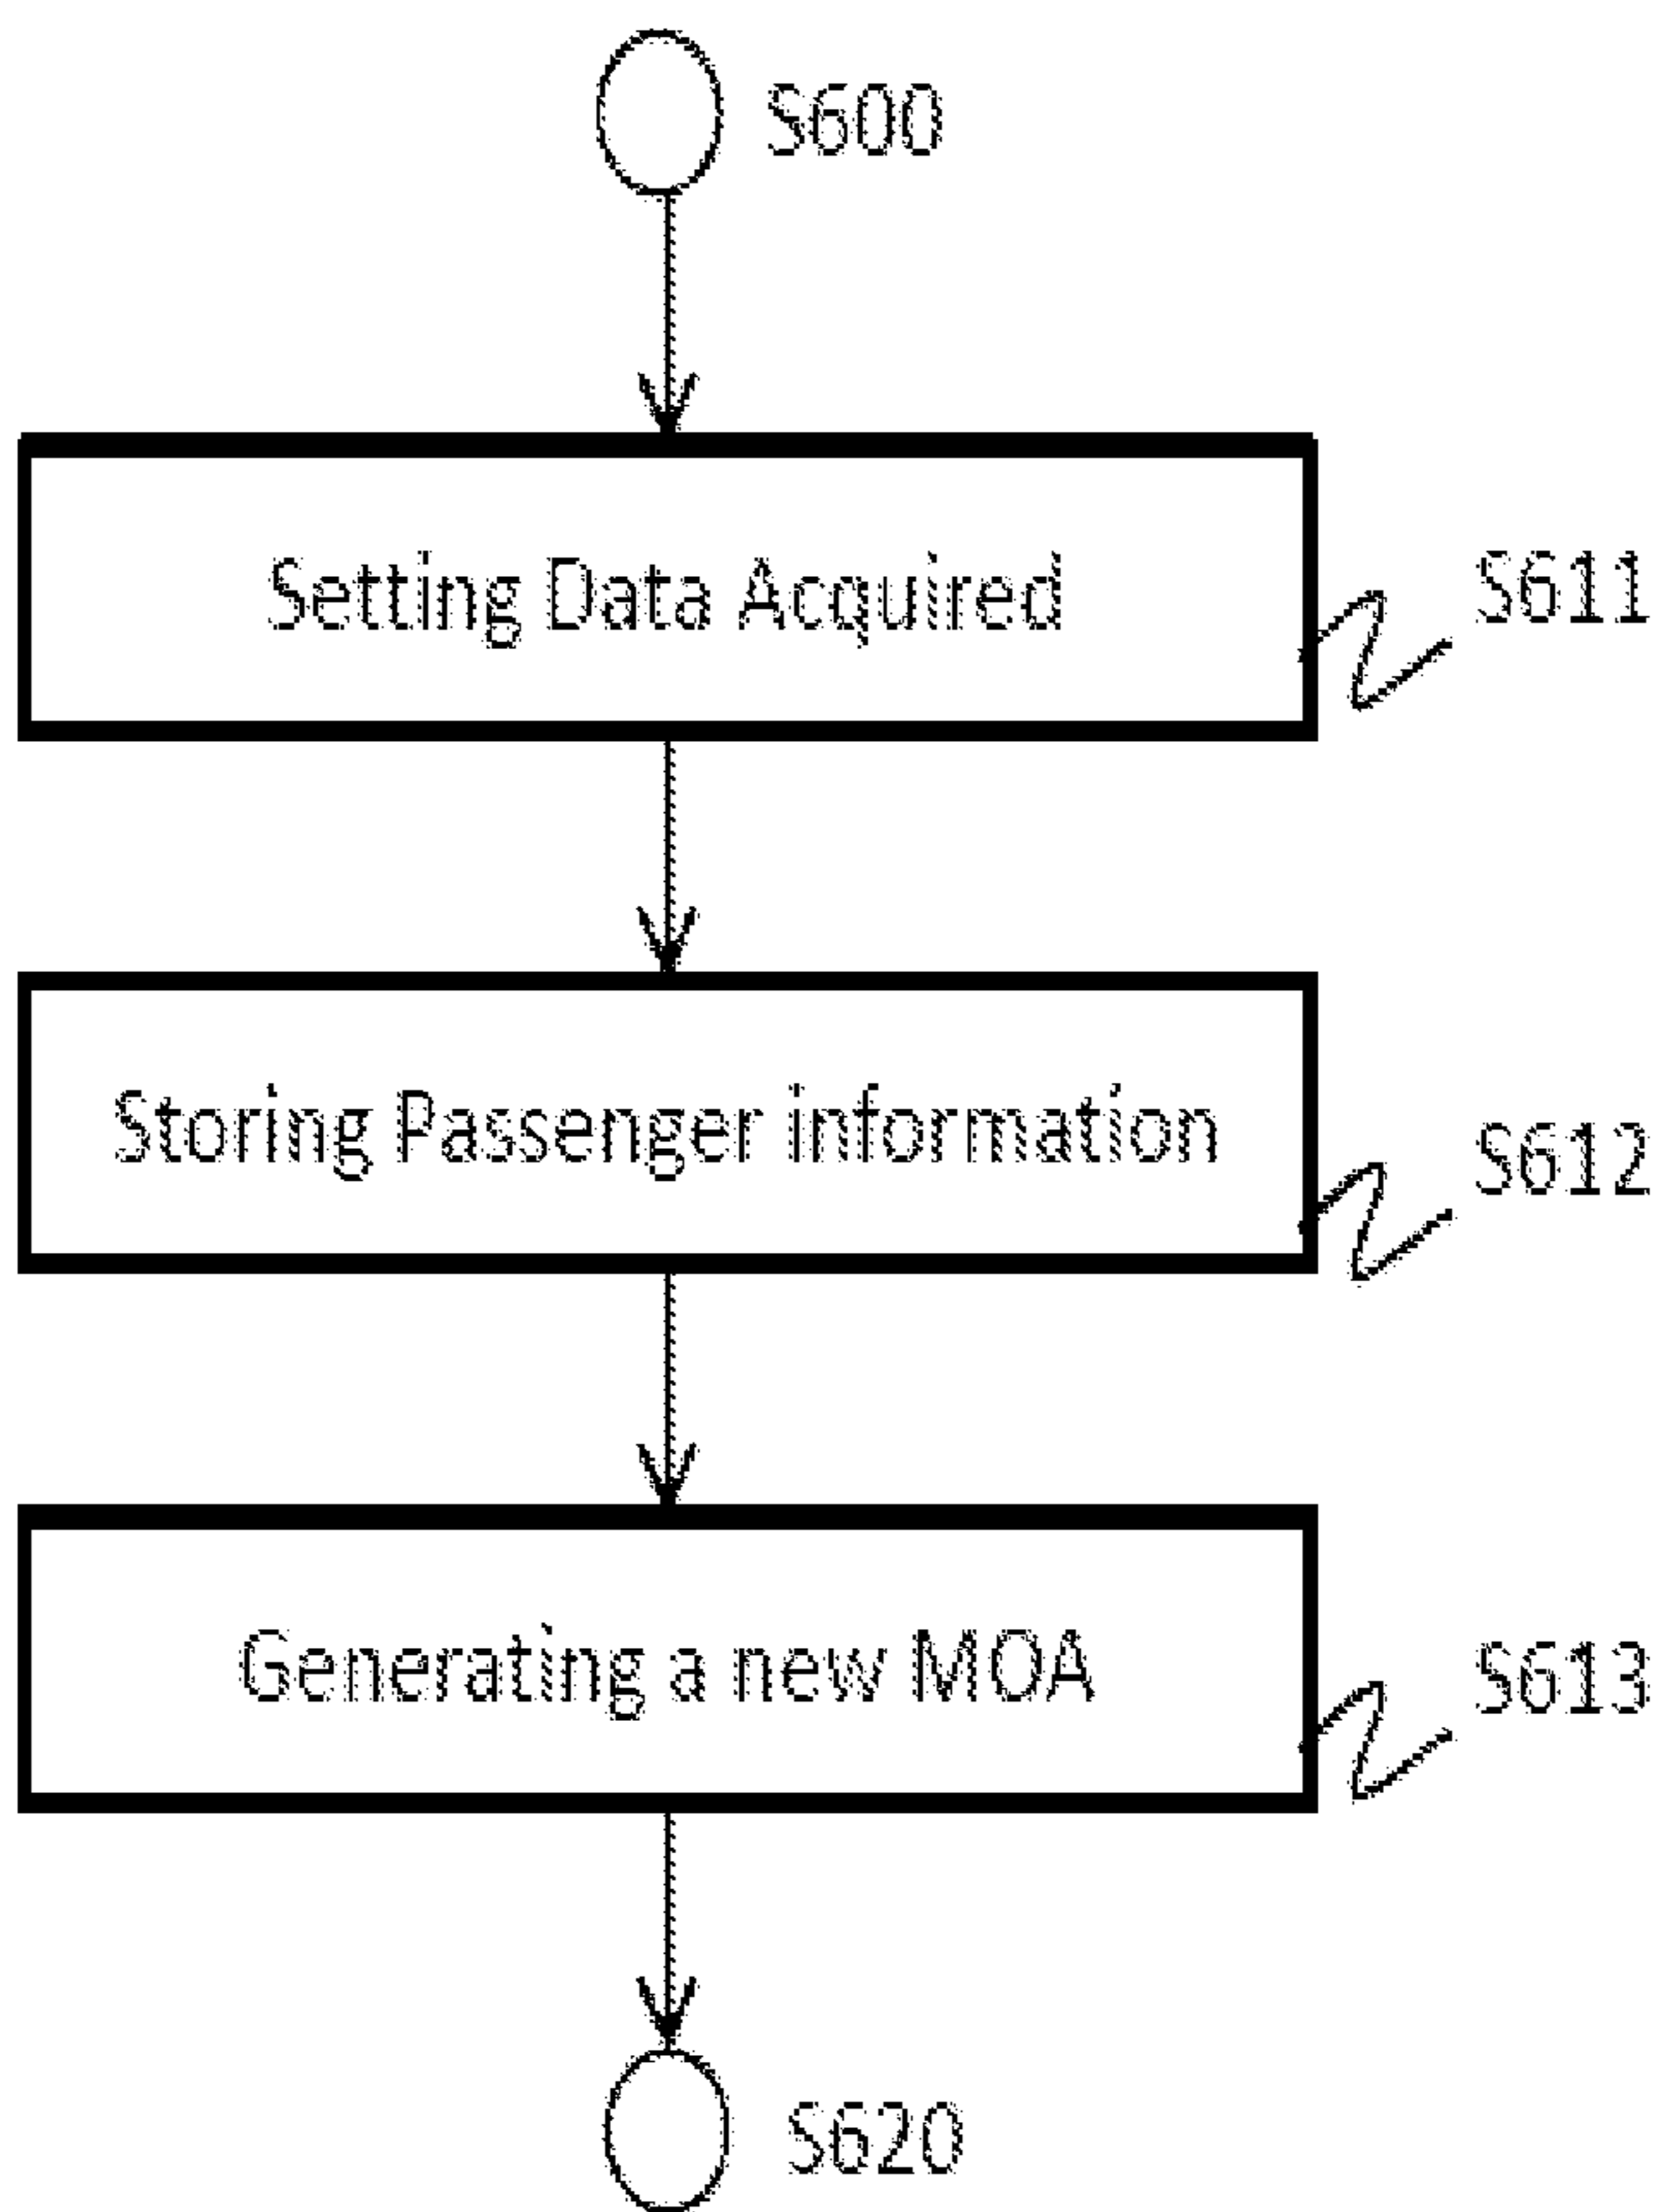 S600
Setting Data Acquired
S611
Storing Passenger information
S612
Generating a new MOA
S613
S620